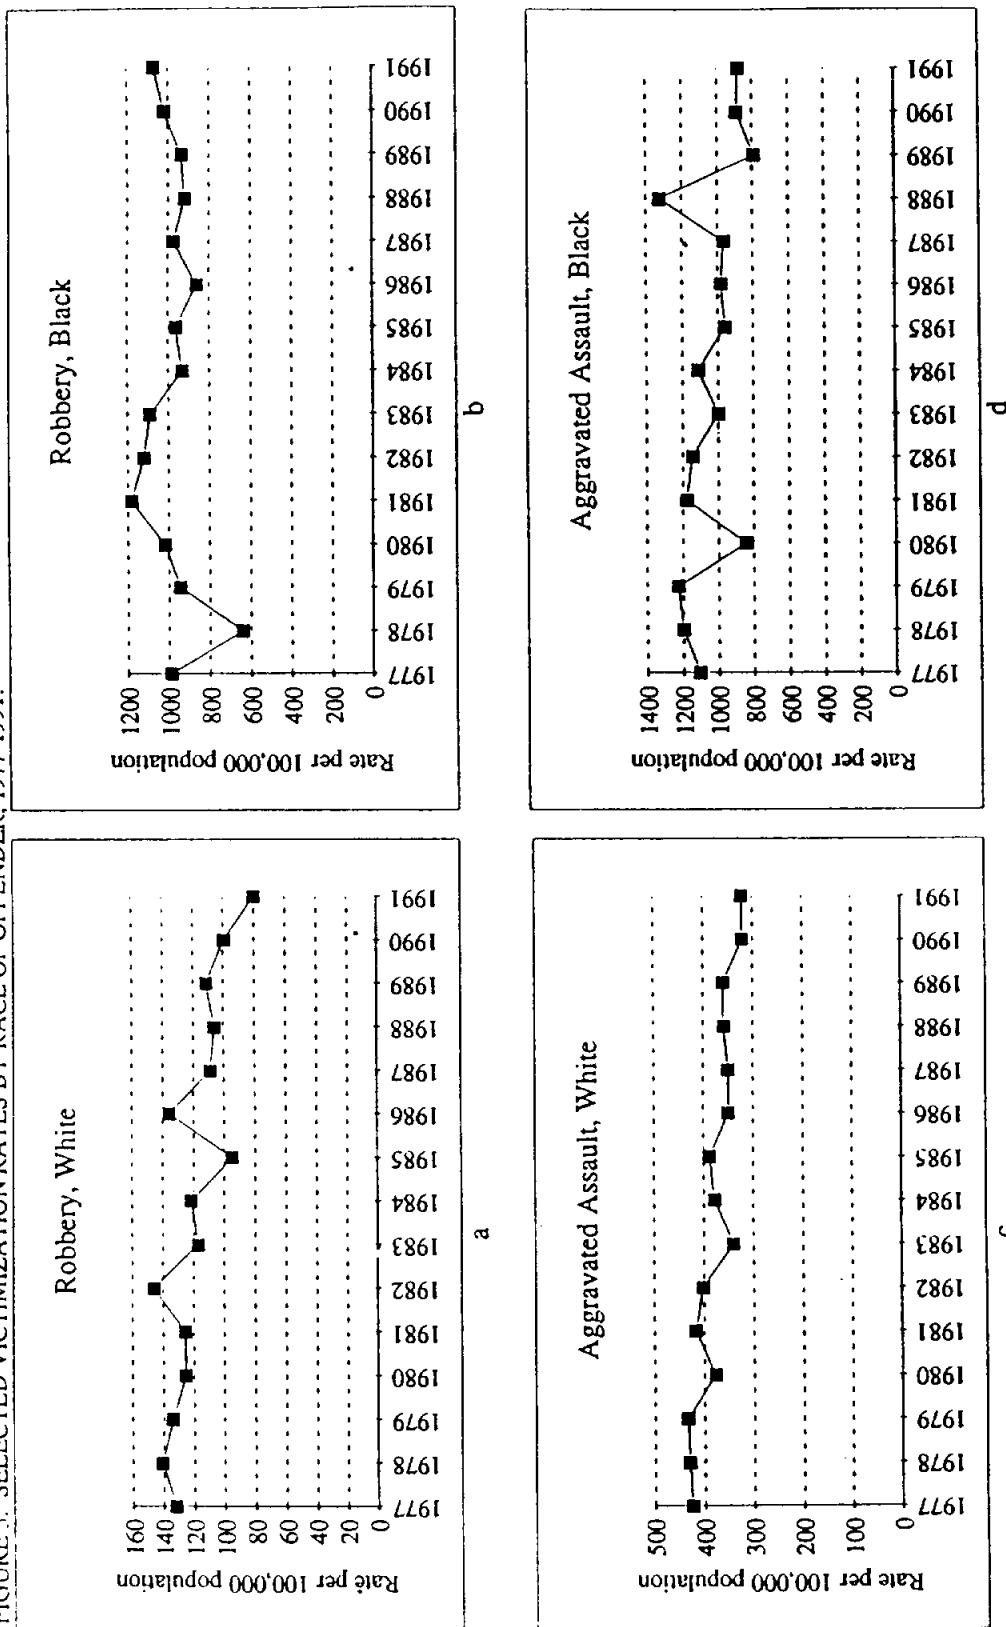 FIGURE 3. SELECTED VICTIMIZATION RATES BY RACE OF OFFENDER, 1977-1991.
Robbery, White
Rate per 100,000 population
160
140
120
100
80
60
40
20
0
1977 1978 1979 1980 1981 1982 1983 1984 1985 1986 1987 1988 1989 1990 1991
a
Robbery, Black
Rate per 100,000 population
1200
1000
800
600
400
200
0
1977 1978 1979 1980 1981 1982 1983 1984 1985 1986 1987 1988 1989 1990 1991
b
Aggravated Assault, White
Rate per 100,000 population
500
400
300
200
100
0
1977 1978 1979 1980 1981 1982 1983 1984 1985 1986 1987 1988 1989 1990 1991
c
Aggravated Assault, Black
Rate per 100,000 population
1400
1200
1000
800
600
400
200
0
1977 1978 1979 1980 1981 1982 1983 1984 1985 1986 1987 1988 1989 1990 1991
d